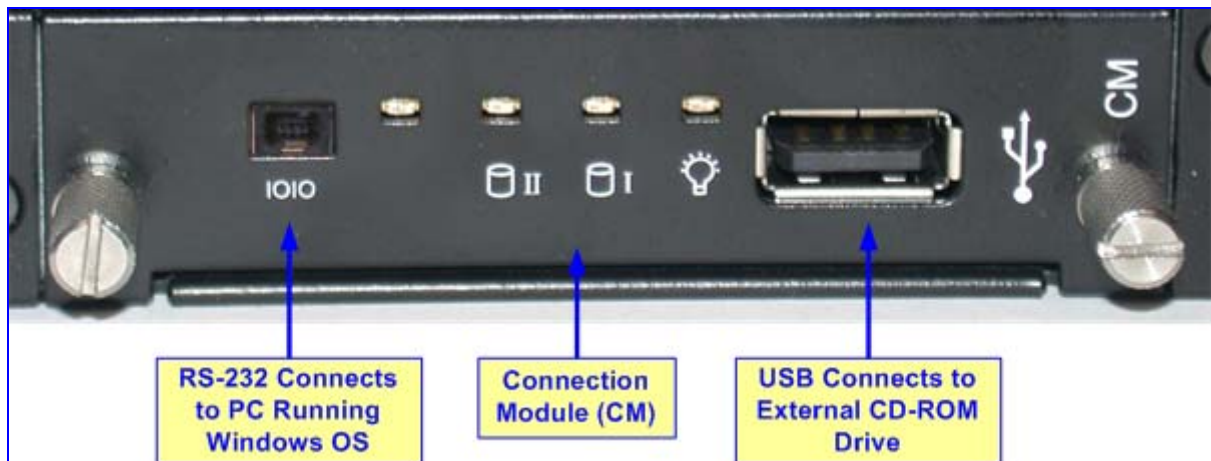 CM
IOIO
II
I
RS-232 Connects
to PC Running
Windows OS
Connection
Module (CM)
USB Connects to
External CD-ROM
Drive